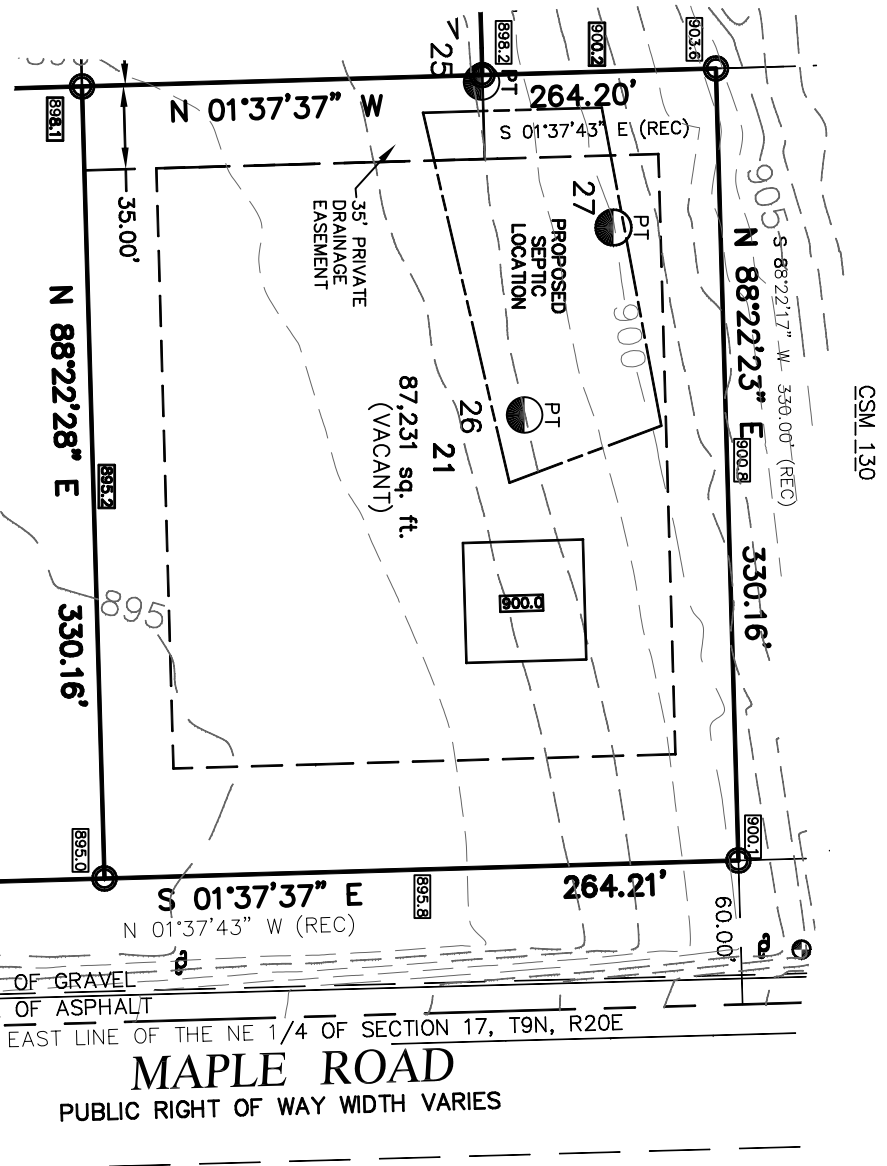 903.6
900.2
898.2
25
898.1
PT
264.20'
N 01°37'37" W
S 01°37'43" E (REC)
905
S 88°22'17" W 330.00' (REC)
N 88°22'23" E 330.16'
CSM 130
PT
27
PROPOSED
SEPTIC
LOCATION
35' PRIVATE
DRAINAGE
EASEMENT
35.00'
900
PT
26
21
87,231 sq. ft.
(VACANT)
900.8
N 88°22'28" E 330.16'
895.2
900.0
895
900.1
895.0
S 01°37'37" E
264.21'
895.8
N 01°37'43" W (REC)
60.00'
OF GRAVEL
OF ASPHALT
EAST LINE OF THE NE 1/4 OF SECTION 17, T9N, R20E
MAPLE ROAD
PUBLIC RIGHT OF WAY WIDTH VARIES